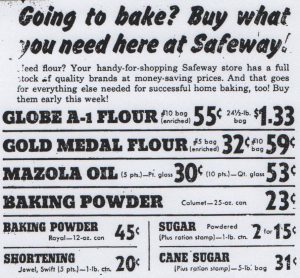 Going to bake? Buy what
you need here at Safeway!
Need flour? Your handy-for-shopping Safeway store has a full
stock of quality brands at money-saving prices. And that goes
for everything else needed for successful home baking, too! Buy
them early this week!
GLOBE A-1 FLOUR #10 bag (enriched) 55¢ 24½-lb. bag $1.33
GOLD MEDAL FLOUR #5 bag (enriched) 32¢ #10 bag 59¢
MAZOLA OIL (5 pts.)—Pt. glass 30¢ (10 pts.)—Qt. glass 53¢
BAKING POWDER Calumet—25-oz. can 23¢
BAKING POWDER Royal—12-oz. can 45¢
SUGAR Powdered (Plus ration stamp)—1-lb. ctn. 2 for 15¢
SHORTENING Jewel, Swift (5 pts.)—1-lb. ctn. 20¢
CANE SUGAR (Plus ration stamp)—5-lb. bag 31¢